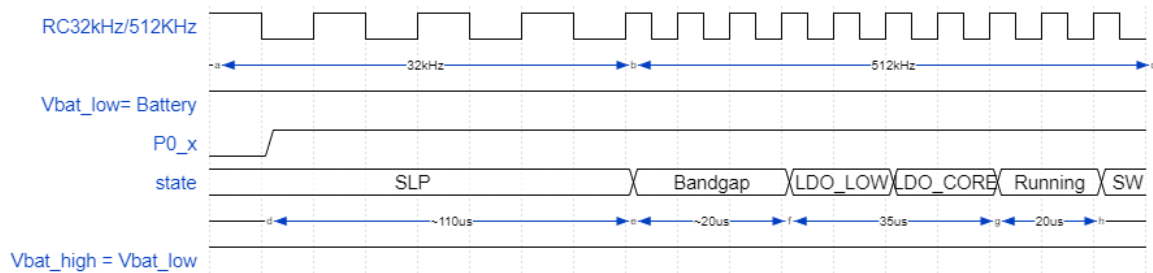 RC32kHz/512KHz
a 32kHz b 512kHz c
Vbat_low= Battery
P0_x
state SLP Bandgap LDO_LOW LDO_CORE Running SW
d ~110us e ~20us f 35us g 20us h
Vbat_high = Vbat_low